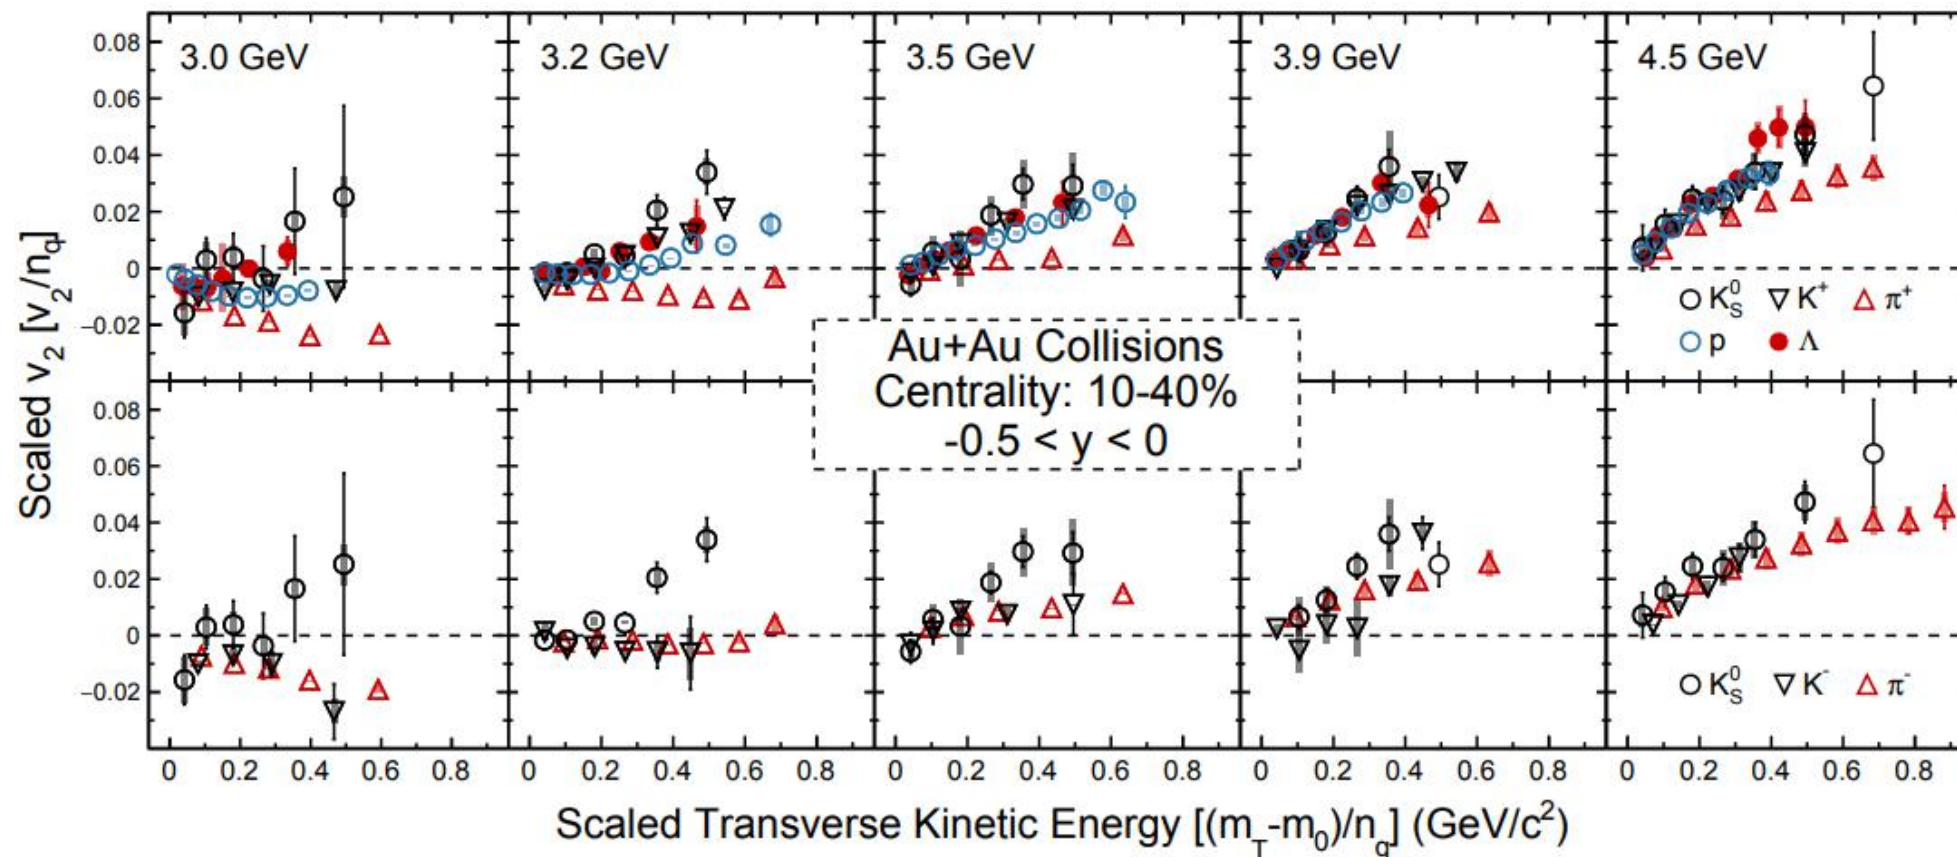 3.0 GeV
3.2 GeV
3.5 GeV
3.9 GeV
4.5 GeV
0.08
0.06
0.04
0.02
0
−0.02
K⁰_S K⁺ π⁺
p Λ
Au+Au Collisions
Centrality: 10-40%
-0.5 < y < 0
0.08
0.06
0.04
0.02
0
−0.02
K⁰_S K⁻ π⁻
0 0.2 0.4 0.6 0.8 0 0.2 0.4 0.6 0.8 0 0.2 0.4 0.6 0.8 0 0.2 0.4 0.6 0.8 0 0.2 0.4 0.6 0.8
Scaled v₂ [v₂/n_q]
Scaled Transverse Kinetic Energy [(m_T-m₀)/n_q] (GeV/c²)